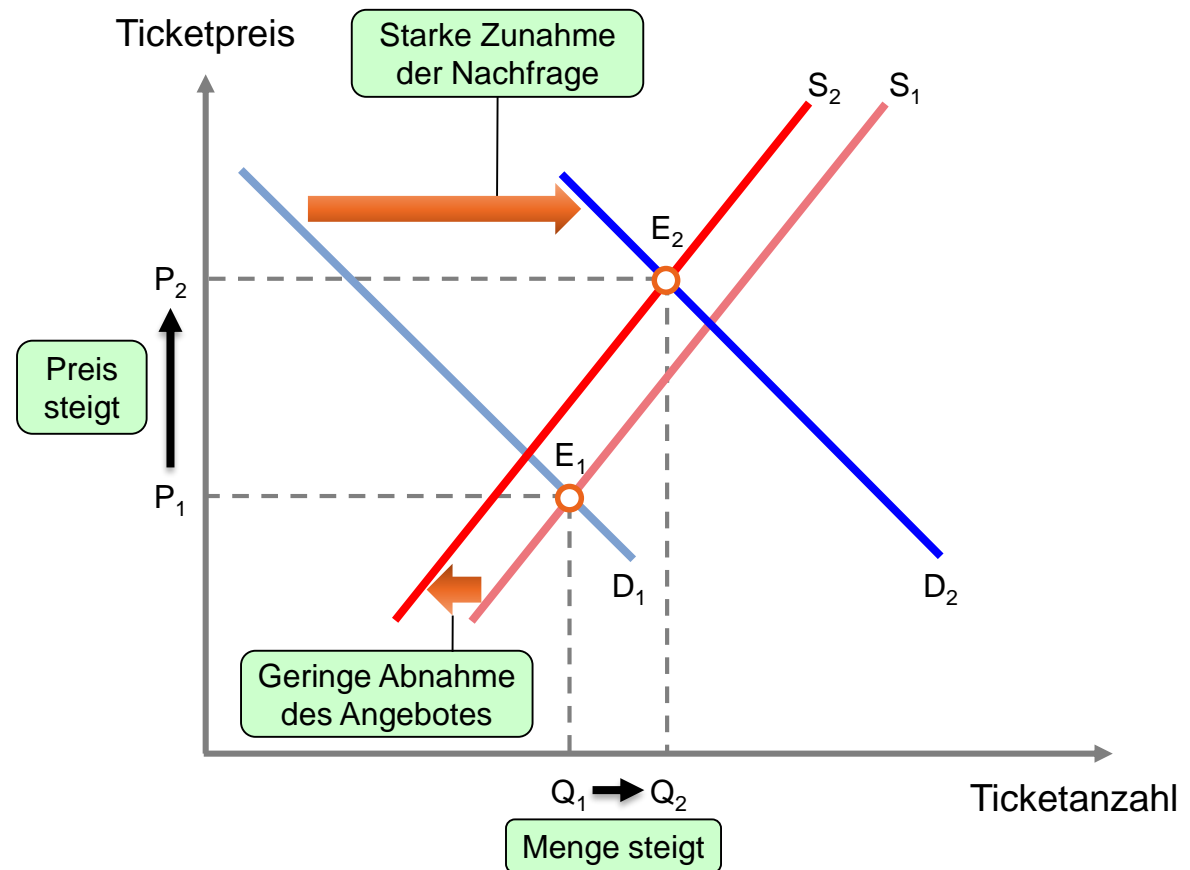 Ticketpreis
Starke Zunahme
der Nachfrage
S₂
S₁
E₂
P₂
Preis
steigt
E₁
P₁
D₁
D₂
Geringe Abnahme
des Angebotes
Q₁ Q₂
Ticketanzahl
Menge steigt